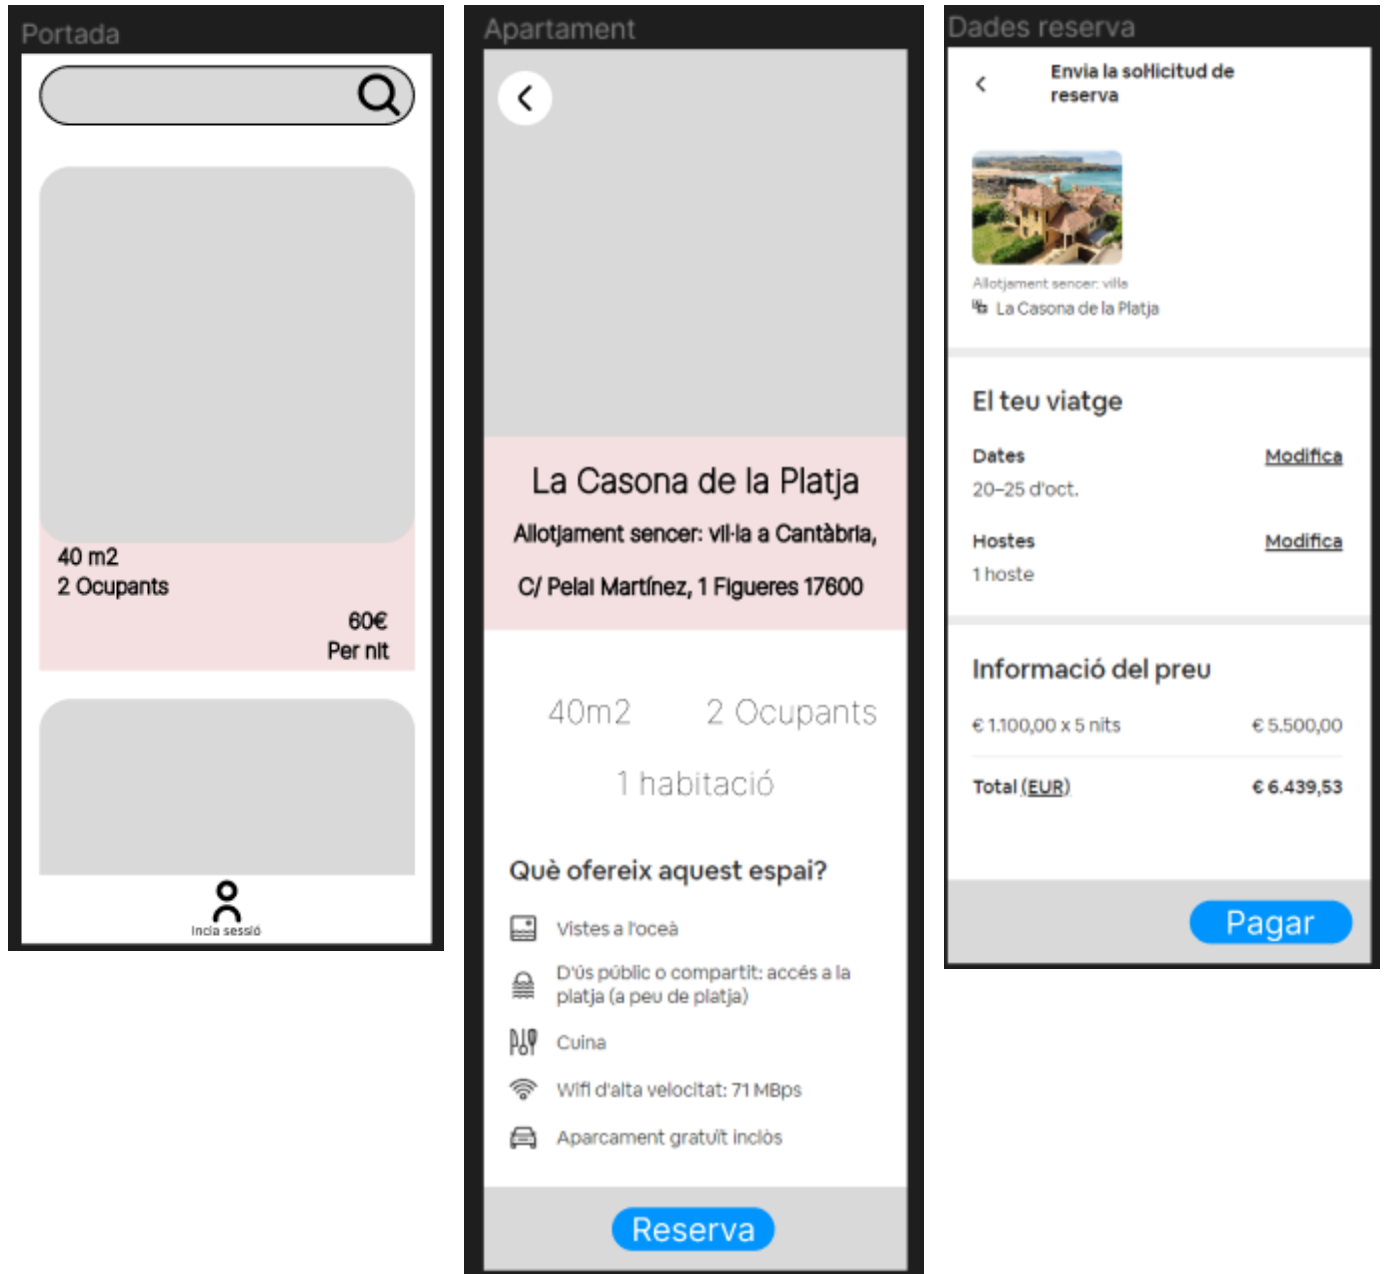 Portada
40 m2
2 Ocupants
60€
Per nit
Incia sessió
Apartament
La Casona de la Platja
Allotjament sencer: vil·la a Cantàbria,
C/ Pelai Martínez, 1 Figueres 17600
40m2 2 Ocupants
1 habitació
Què ofereix aquest espai?
Vistes a l'oceà
D'ús públic o compartit: accés a la
platja (a peu de platja)
Cuina
Wifi d'alta velocitat: 71 MBps
Aparcament gratuït inclòs
Reserva
Dades reserva
Envia la sol·licitud de
reserva
Allotjament sencer: vil·la
La Casona de la Platja
El teu viatge
Dates Modifica
20–25 d'oct.
Hostes Modifica
1 hoste
Informació del preu
€ 1.100,00 x 5 nits € 5.500,00
Total (EUR) € 6.439,53
Pagar